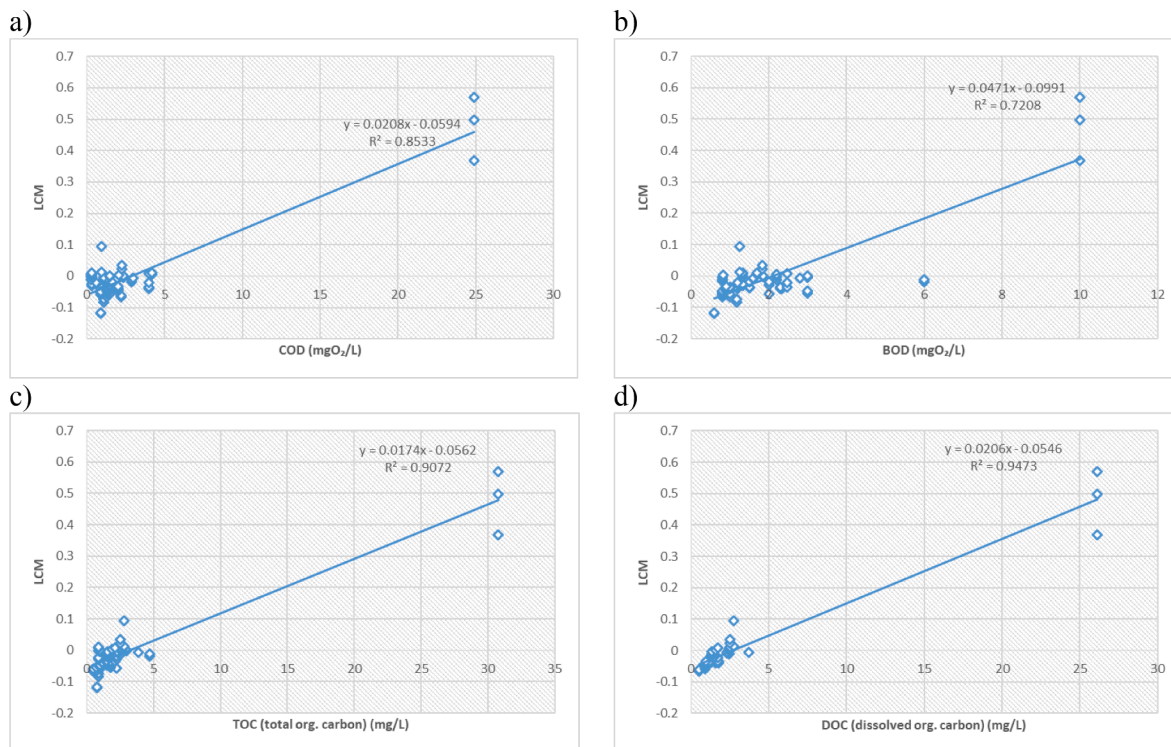 a)
0.7
0.6
0.5
0.4
0.3
0.2
0.1
0
-0.1
-0.2
LCM
y = 0.0208x - 0.0594
R² = 0.8533
0 5 10 15 20 25 30
COD (mgO₂/L)
b)
0.7
0.6
0.5
0.4
0.3
0.2
0.1
0
-0.1
-0.2
LCM
y = 0.0471x - 0.0991
R² = 0.7208
0 2 4 6 8 10 12
BOD (mgO₂/L)
c)
0.7
0.6
0.5
0.4
0.3
0.2
0.1
0
-0.1
-0.2
LCM
y = 0.0174x - 0.0562
R² = 0.9072
0 5 10 15 20 25 30 35
TOC (total org. carbon) (mg/L)
d)
0.7
0.6
0.5
0.4
0.3
0.2
0.1
0
-0.1
-0.2
LCM
y = 0.0206x - 0.0546
R² = 0.9473
0 5 10 15 20 25 30
DOC (dissolved org. carbon) (mg/L)